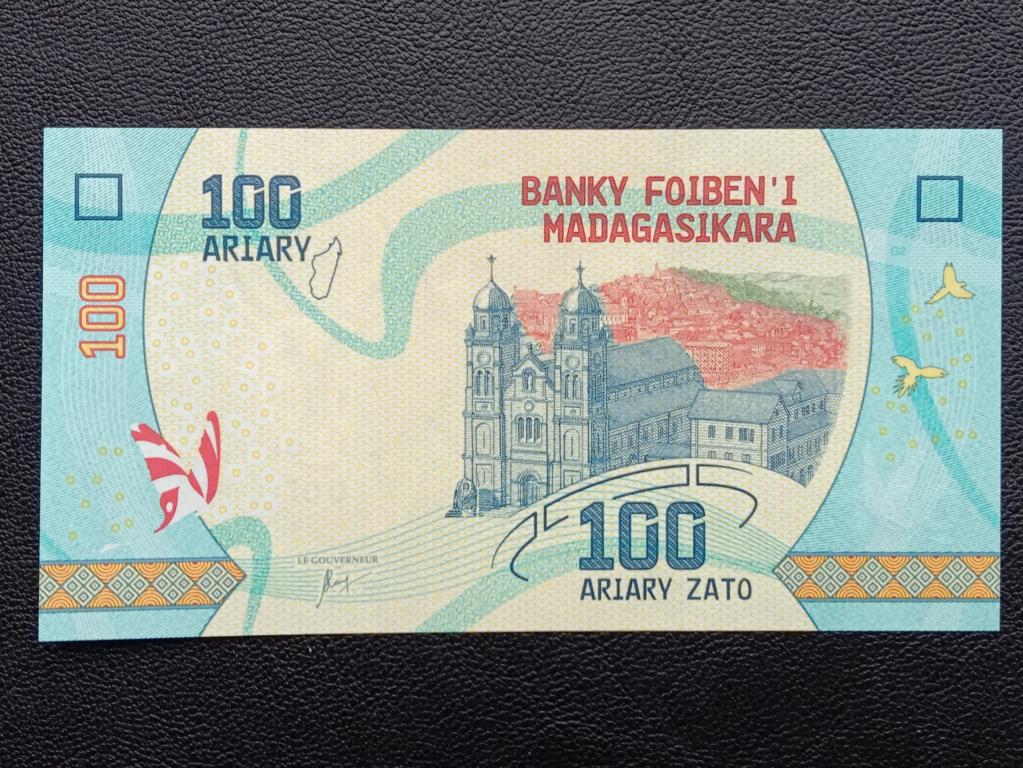 100
ARIARY
BANKY FOIBEN'I
MADAGASIKARA
G2
100
LE GOUVERNEUR
100
ARIARY ZATO